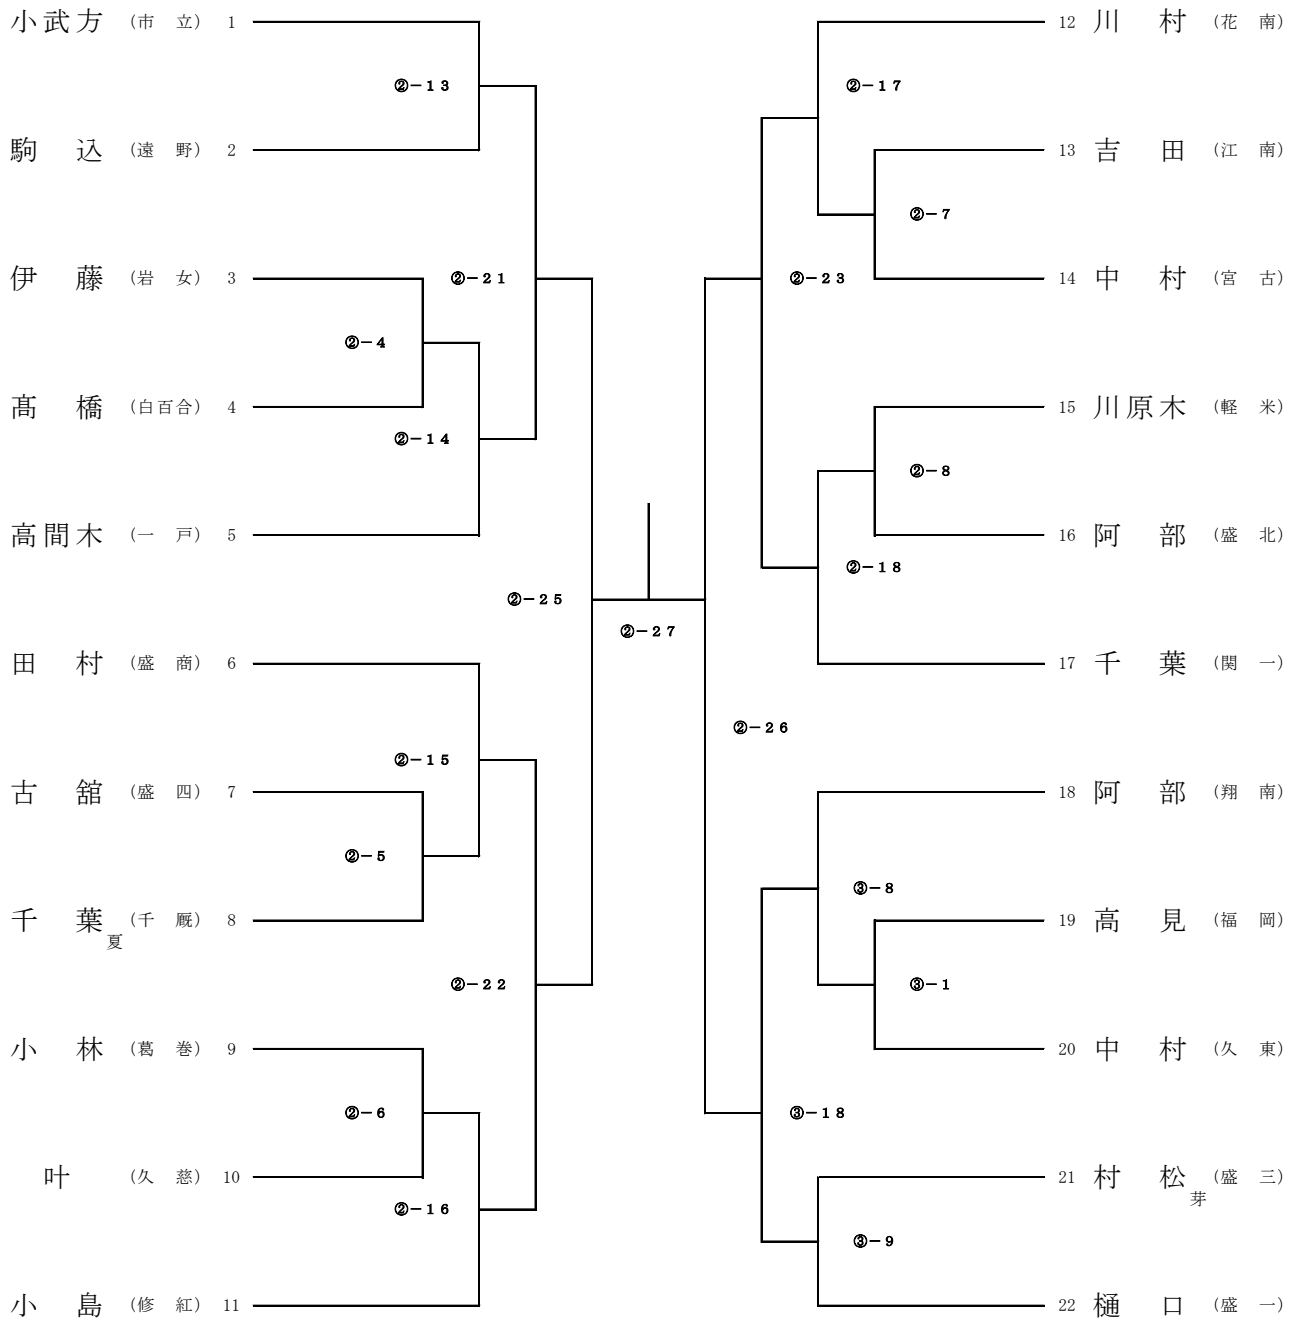 小武方 （市 立） 1
②－13
駒 込 （遠 野） 2
伊 藤 （岩 女） 3
②－21
②－4
髙 橋 （白百合） 4
②－14
高間木 （一 戸） 5
②－25
田 村 （盛 商） 6
②－15
古 舘 （盛 四） 7
②－5
千 葉夏 （千 厩） 8
②－22
小 林 （葛 巻） 9
②－6
叶 （久 慈） 10
②－16
小 島 （修 紅） 11
②－27
12 川 村 （花 南）
②－17
13 吉 田 （江 南）
②－7
②－23
14 中 村 （宮 古）
15 川原木 （軽 米）
②－8
16 阿 部 （盛 北）
②－18
17 千 葉 （関 一）
②－26
18 阿 部 （翔 南）
③－8
19 高 見 （福 岡）
③－1
20 中 村 （久 東）
③－18
21 村 松芽 （盛 三）
③－9
22 樋 口 （盛 一）